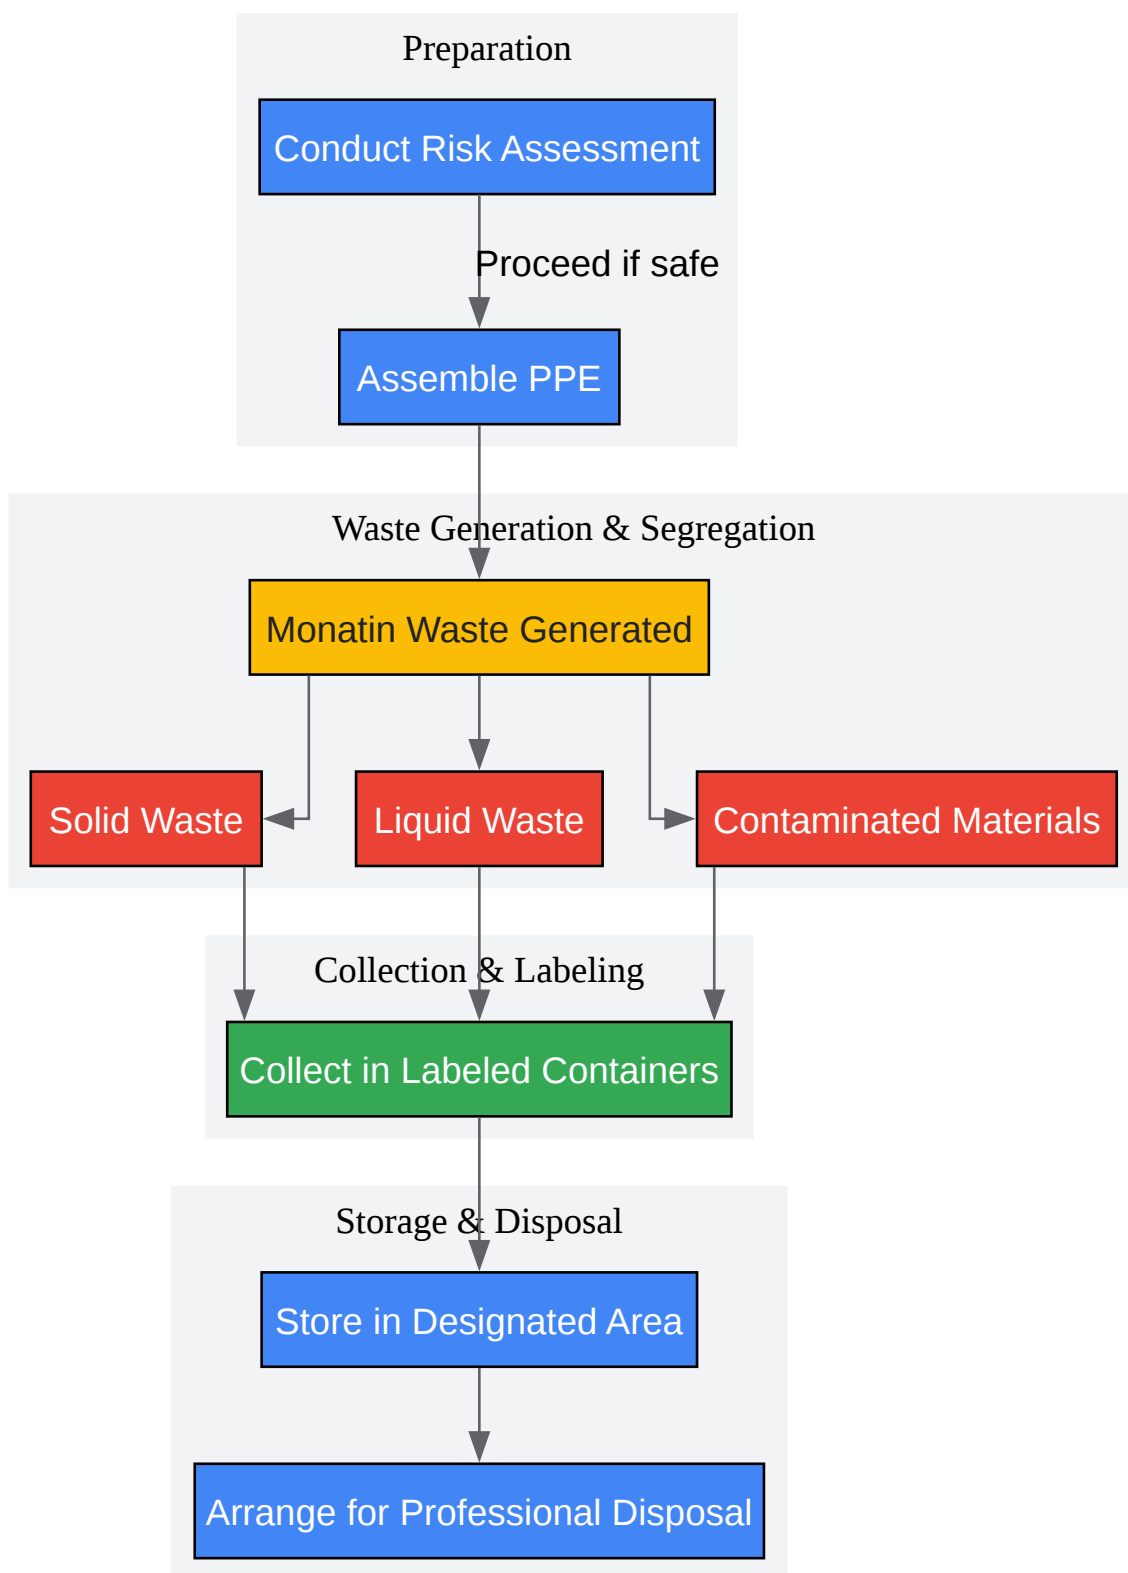 Preparation
Conduct Risk Assessment
Proceed if safe
Assemble PPE
Waste Generation & Segregation
Monatin Waste Generated
Solid Waste
Liquid Waste
Contaminated Materials
Collection & Labeling
Collect in Labeled Containers
Storage & Disposal
Store in Designated Area
Arrange for Professional Disposal